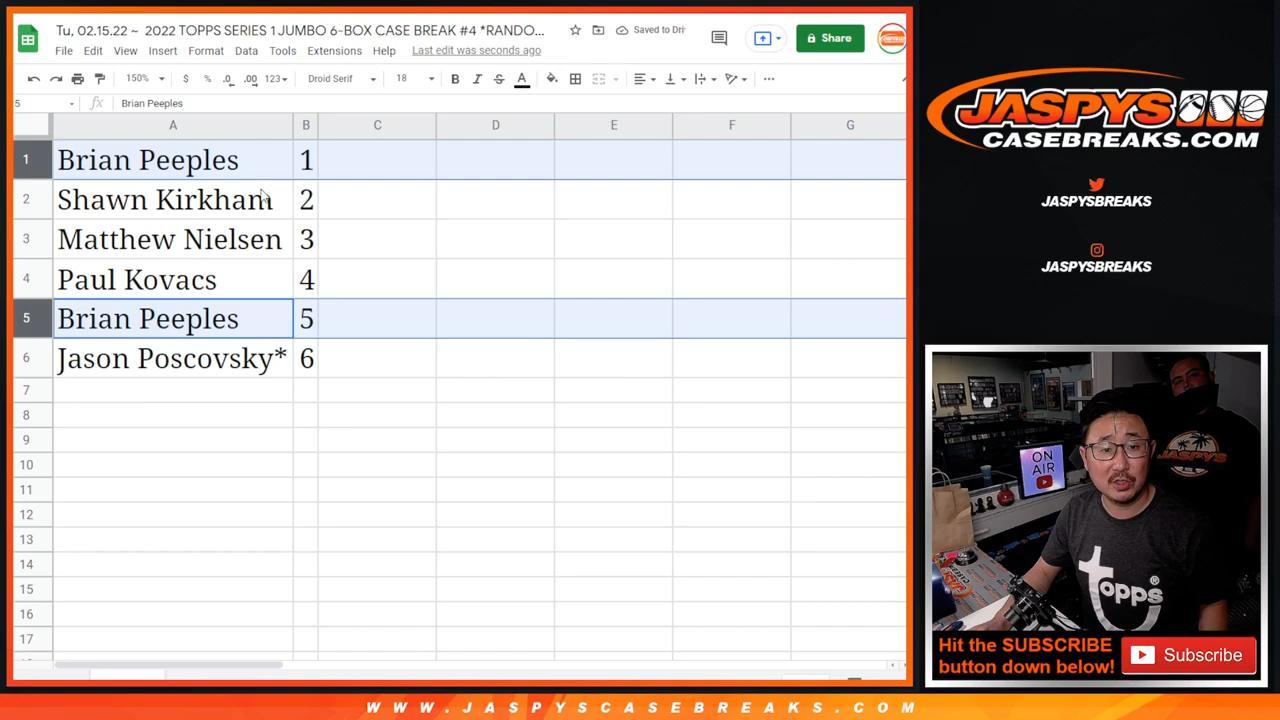 Tu, 02.15.22 ~ 2022 TOPPS SERIES 1 JUMBO 6-BOX CASE BREAK #4 *RANDO...
Saved to Dri
Share
File Edit View Insert Format Data Tools Extensions Help Last edit was seconds ago
150% $ % .0 .00 123 Droid Serif 18 B I S A
5 fx Brian Peeples
A B C D E F G
1 Brian Peeples 1
2 Shawn Kirkham 2
3 Matthew Nielsen 3
4 Paul Kovacs 4
5 Brian Peeples 5
6 Jason Poscovsky* 6
7
8
9
10
11
12
13
14
15
16
17
JASPYS
CASEBREAKS.COM
JASPYSBREAKS
JASPYSBREAKS
ON
AIR
JASPYS
topps®
Hit the SUBSCRIBE
button down below!
Subscribe
WWW.JASPYSCASEBREAKS.COM